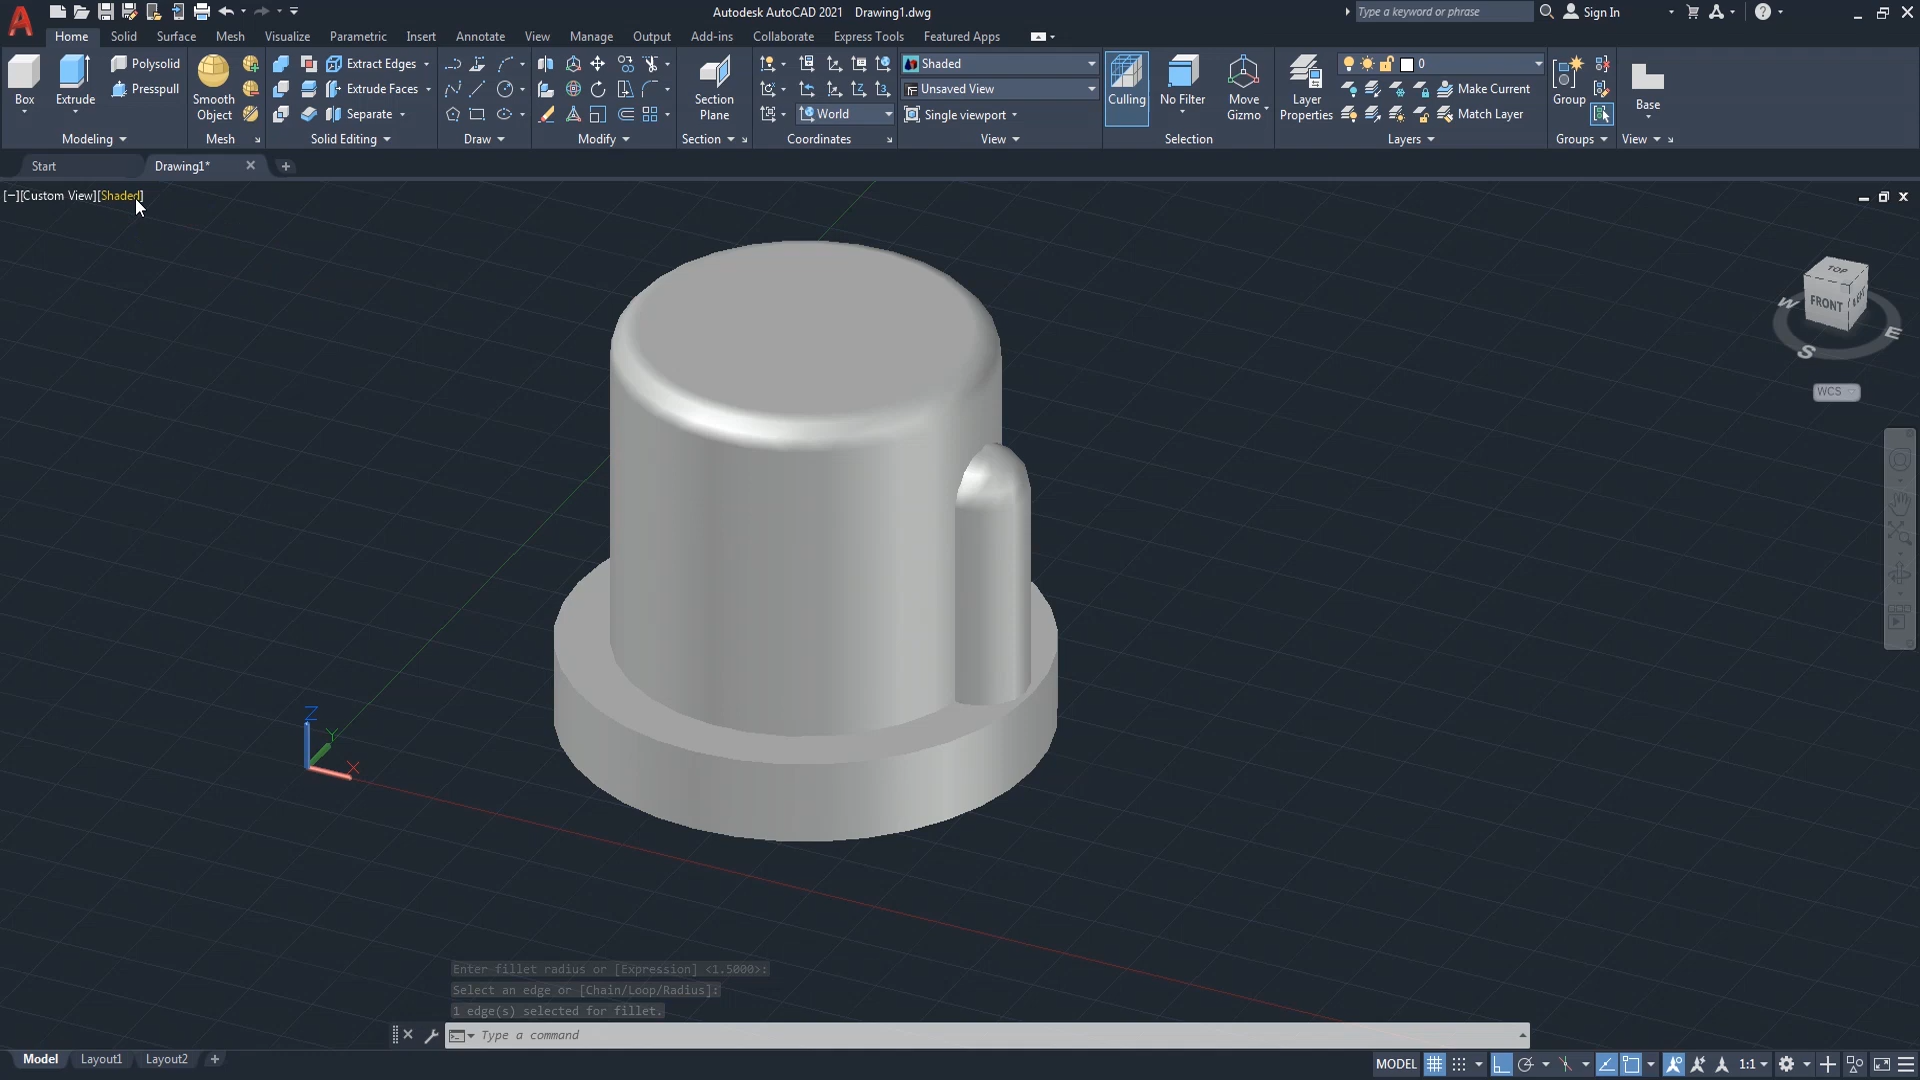 Autodesk AutoCAD 2021 Drawing1.dwg
Type a keyword or phrase
Sign In
Home Solid Surface Mesh Visualize Parametric Insert Annotate View Manage Output Add-ins Collaborate Express Tools Featured Apps
Box
Extrude
Polysolid
Presspull
Modeling
Smooth
Object
Mesh
Extract Edges
Extrude Faces
Separate
Solid Editing
Draw
Modify
Section
Plane
Section
World
Coordinates
Shaded
Unsaved View
Single viewport
View
Culling
No Filter
Move
Gizmo
Selection
Layer
Properties
0
Make Current
Match Layer
Layers
Group
Groups
Base
View
Start
Drawing1*
[−][Custom View][Shaded]
TOP
FRONT
W
S
E
WCS
Z
Y
X
Enter fillet radius or [Expression] <1.5000>:
Select an edge or [Chain/Loop/Radius]:
1 edge(s) selected for fillet.
Type a command
Model Layout1 Layout2
MODEL
1:1